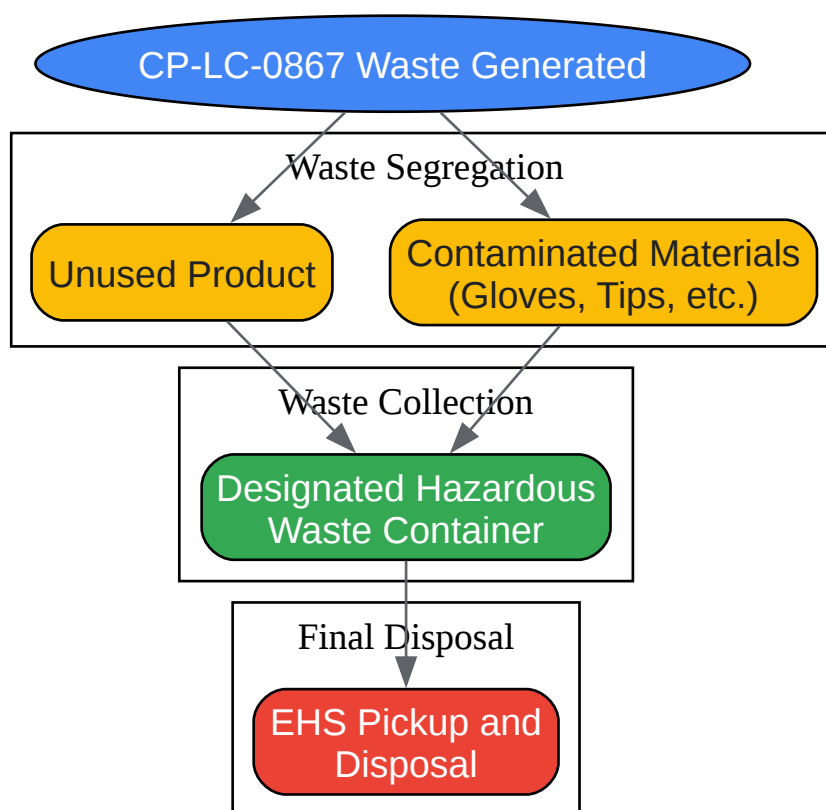 CP-LC-0867 Waste Generated
Waste Segregation
Unused Product
Contaminated Materials
(Gloves, Tips, etc.)
Waste Collection
Designated Hazardous
Waste Container
Final Disposal
EHS Pickup and
Disposal